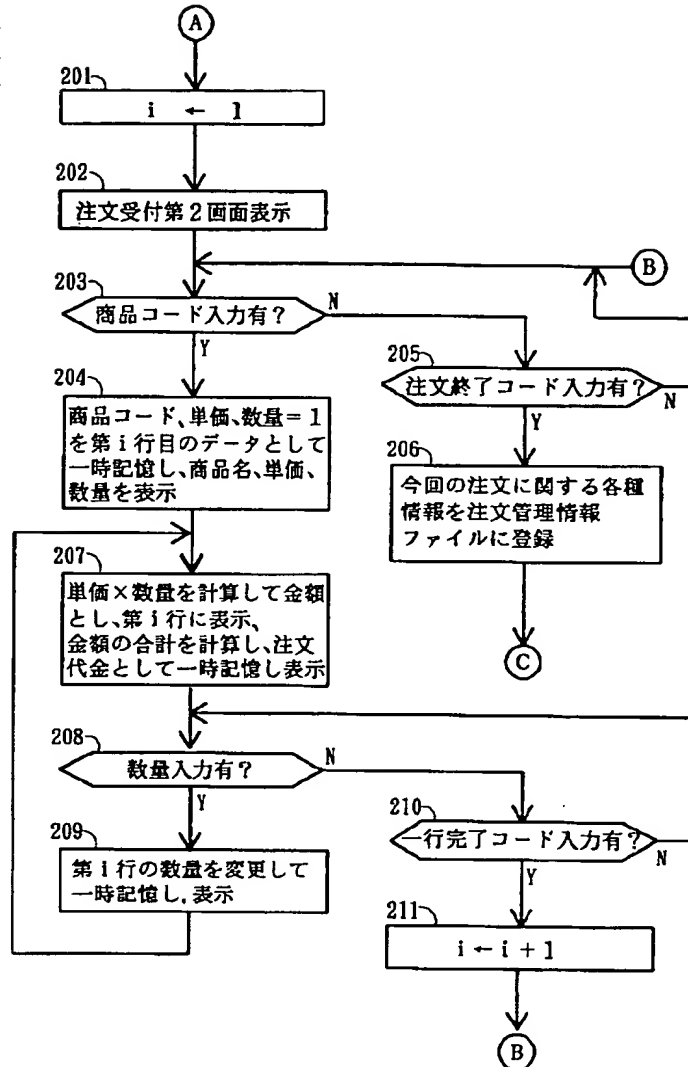 A
201
i ← 1
202
注文受付第2画面表示
B
203
商品コード入力有?
N
Y
204
商品コード、単価、数量=1
を第i行目のデータとして
一時記憶し、商品名、単価、
数量を表示
205
注文終了コード入力有?
N
Y
206
今回の注文に関する各種
情報を注文管理情報
ファイルに登録
C
207
単価×数量を計算して金額
とし、第i行に表示、
金額の合計を計算し、注文
代金として一時記憶し表示
208
数量入力有?
N
Y
209
第i行の数量を変更して
一時記憶し,表示
210
一行完了コード入力有?
N
Y
211
i ← i + 1
B